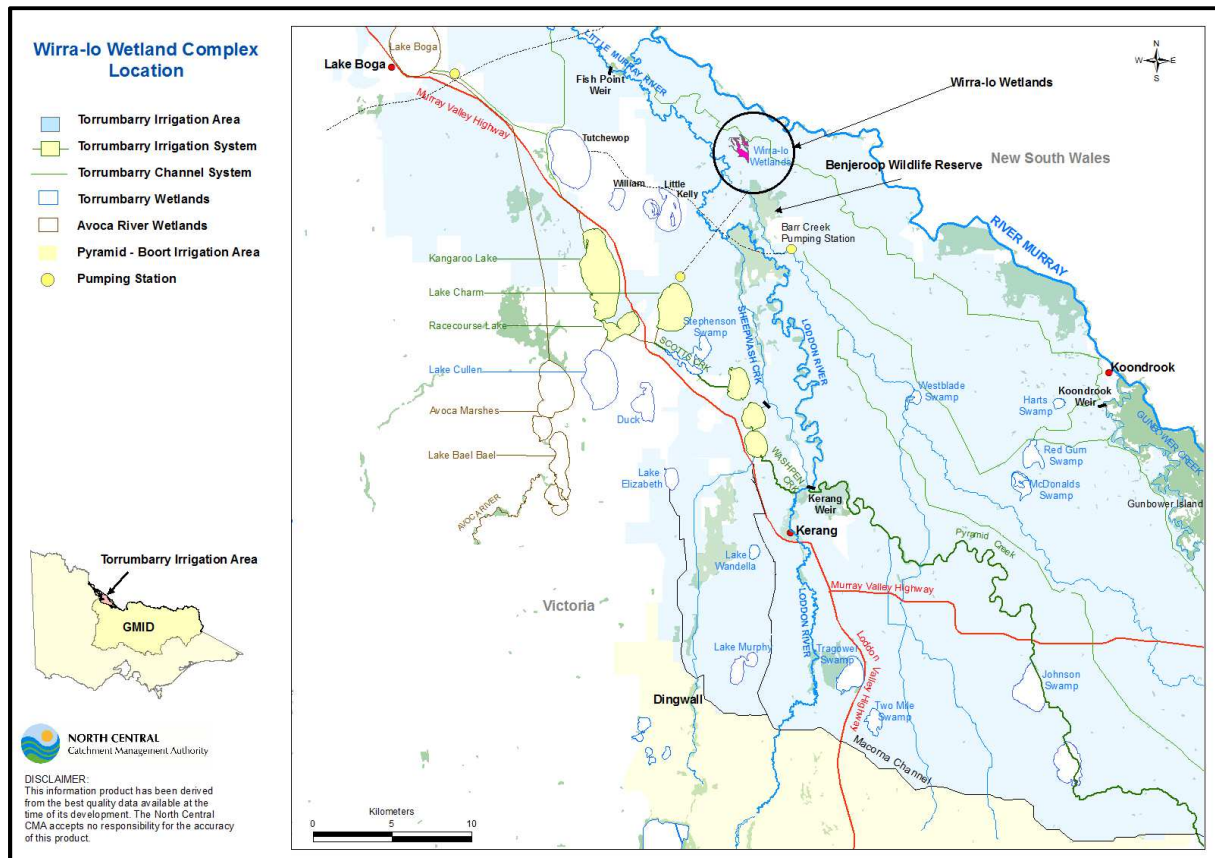 Wirra-lo Wetland Complex
Location
Torrumbarry Irrigation Area
Torrumbarry Irrigation System
Torrumbarry Channel System
Torrumbarry Wetlands
Avoca River Wetlands
Pyramid - Boort Irrigation Area
Pumping Station
Torrumbarry Irrigation Area
GMID
NORTH CENTRAL
Catchment Management Authority
DISCLAIMER:
This information product has been derived
from the best quality data available at the
time of its development. The North Central
CMA accepts no responsibility for the accuracy
of this product.
Lake Boga
Lake Boga
LITTLE MURRAY RIVER
Fish Point
Weir
N
W
E
S
Murray Valley Highway
Wirra-lo Wetlands
Tutchewop
Wirra-lo
Wetlands
New South Wales
Benjeroop Wildlife Reserve
William
Little
Kelly
Barr Creek
Pumping Station
RIVER MURRAY
Kangaroo Lake
Lake Charm
Racecourse Lake
Stephenson
Swamp
SCOTTS CRK
SHEEPWASH CRK
LODDON RIVER
Lake Cullen
Koondrook
Koondrook
Weir
Westblade
Swamp
Harts
Swamp
GUNBOWER CREEK
Avoca Marshes
Duck
Lake Bael Bael
Red Gum
Swamp
WASHPEN CRK
Lake
Elizabeth
McDonalds
Swamp
AVOCA RIVER
Kerang
Weir
Gunbower Island
Kerang
Pyramid Creek
Lake
Wandella
Murray Valley Highway
Victoria
LODDON RIVER
Lake Murphy
Tragower
Swamp
Loddon Valley Highway
Johnson
Swamp
Dingwall
Two Mile
Swamp
Macorna Channel
Kilometers
0
5
10